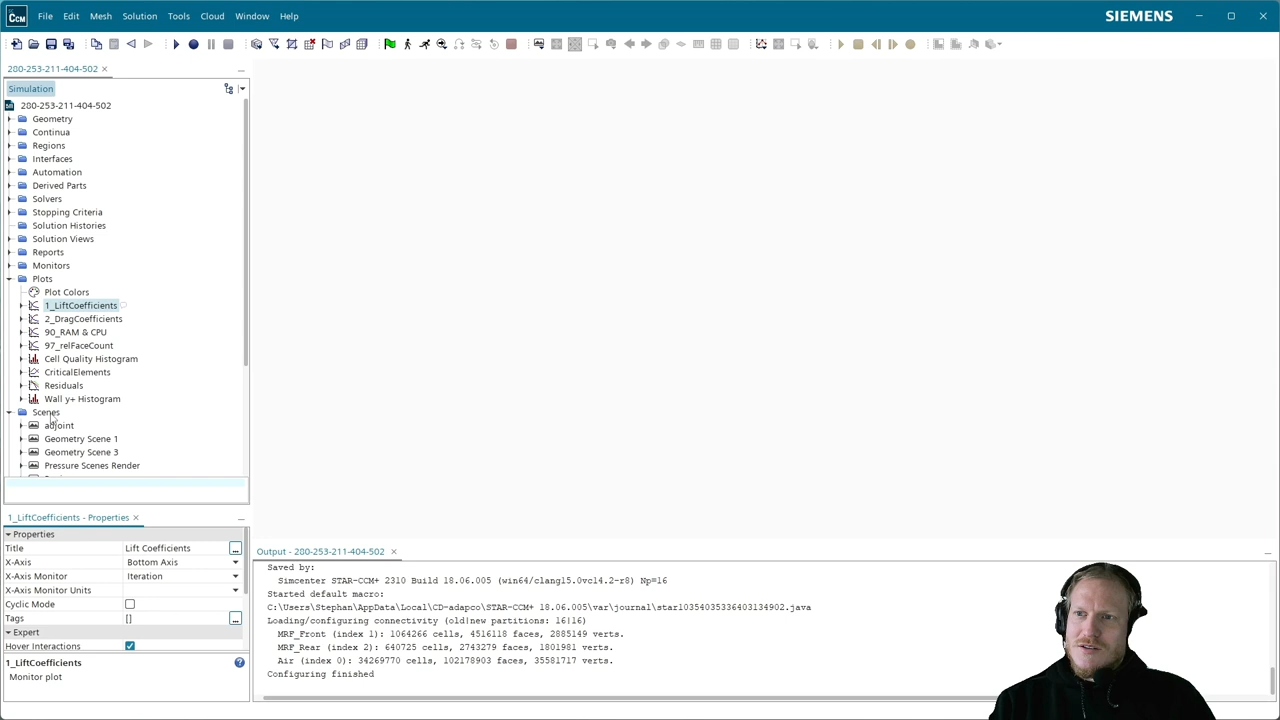 CCM File Edit Mesh Solution Tools Cloud Window Help SIEMENS
280-253-211-404-502
Simulation
280-253-211-404-502
Geometry
Continua
Regions
Interfaces
Automation
Derived Parts
Solvers
Stopping Criteria
Solution Histories
Solution Views
Reports
Monitors
Plots
Plot Colors
1_LiftCoefficients
2_DragCoefficients
90_RAM & CPU
97_relFaceCount
Cell Quality Histogram
CriticalElements
Residuals
Wall y+ Histogram
Scenes
adjoint
Geometry Scene 1
Geometry Scene 3
Pressure Scenes Render
1_LiftCoefficients - Properties
Properties
Title Lift Coefficients ...
X-Axis Bottom Axis
X-Axis Monitor Iteration
X-Axis Monitor Units
Cyclic Mode
Tags [] ...
Expert
Hover Interactions
1_LiftCoefficients
Monitor plot
Output - 280-253-211-404-502
Saved by:
Simcenter STAR-CCM+ 2310 Build 18.06.005 (win64/clang15.0vc14.2-r8) Np=16
Started default macro:
C:\Users\Stephan\AppData\Local\CD-adapco\STAR-CCM+ 18.06.005\var\journal\star10354035336403134902.java
Loading/configuring connectivity (old|new partitions: 16|16)
MRF_Front (index 1): 1064266 cells, 4516118 faces, 2885149 verts.
MRF_Rear (index 2): 640725 cells, 2743279 faces, 1801981 verts.
Air (index 0): 34269770 cells, 102178903 faces, 35581717 verts.
Configuring finished